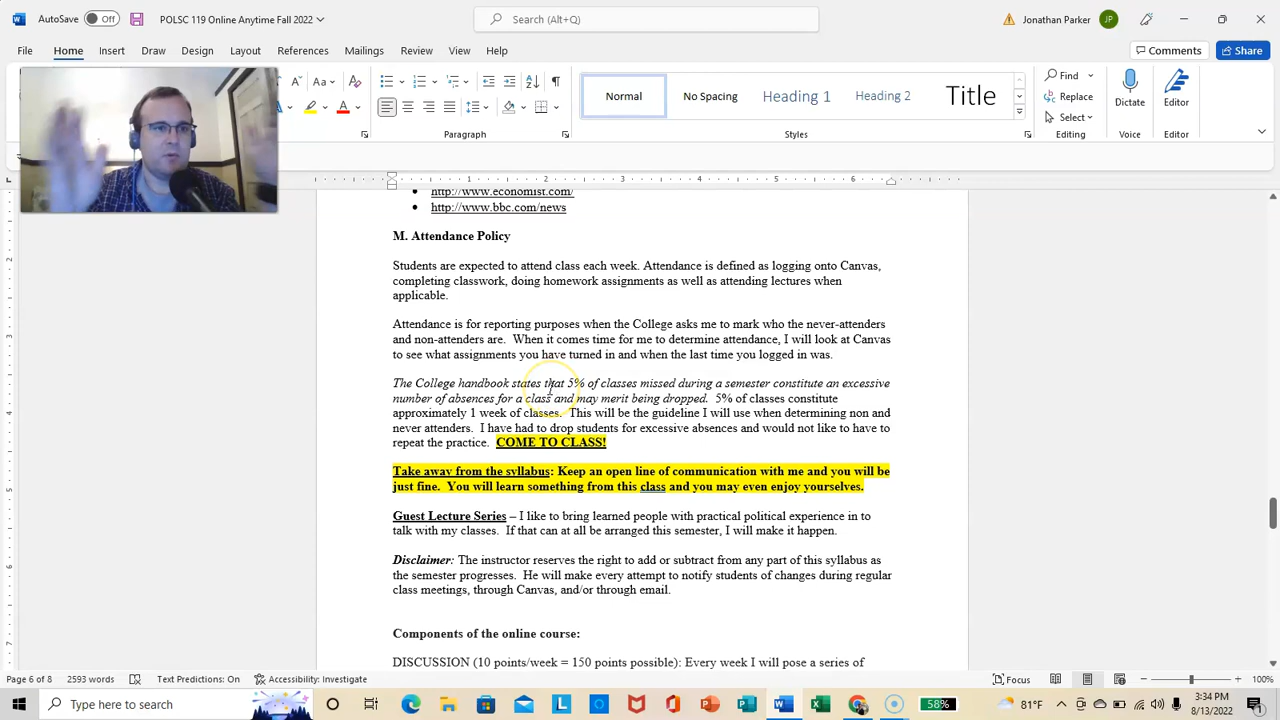 AutoSave Off POLSC 119 Online Anytime Fall 2022 Search (Alt+Q) Jonathan Parker JP
File Home Insert Draw Design Layout References Mailings Review View Help Comments Share
Aa Normal No Spacing Heading 1 Heading 2 Title Find Replace Select Dictate Editor
Paragraph Styles Editing Voice Editor
1 2 3 4 5 6
http://www.economist.com/
http://www.bbc.com/news
M. Attendance Policy
Students are expected to attend class each week. Attendance is defined as logging onto Canvas,
completing classwork, doing homework assignments as well as attending lectures when
applicable.
Attendance is for reporting purposes when the College asks me to mark who the never-attenders
and non-attenders are. When it comes time for me to determine attendance, I will look at Canvas
to see what assignments you have turned in and when the last time you logged in was.
The College handbook states that 5% of classes missed during a semester constitute an excessive
number of absences for a class and may merit being dropped. 5% of classes constitute
approximately 1 week of classes. This will be the guideline I will use when determining non and
never attenders. I have had to drop students for excessive absences and would not like to have to
repeat the practice. COME TO CLASS!
Take away from the syllabus: Keep an open line of communication with me and you will be
just fine. You will learn something from this class and you may even enjoy yourselves.
Guest Lecture Series – I like to bring learned people with practical political experience in to
talk with my classes. If that can at all be arranged this semester, I will make it happen.
Disclaimer: The instructor reserves the right to add or subtract from any part of this syllabus as
the semester progresses. He will make every attempt to notify students of changes during regular
class meetings, through Canvas, and/or through email.
Components of the online course:
DISCUSSION (10 points/week = 150 points possible): Every week I will pose a series of
Page 6 of 8 2593 words Text Predictions: On Accessibility: Investigate Focus 100%
Type here to search 58% 81°F 3:34 PM
8/13/2022